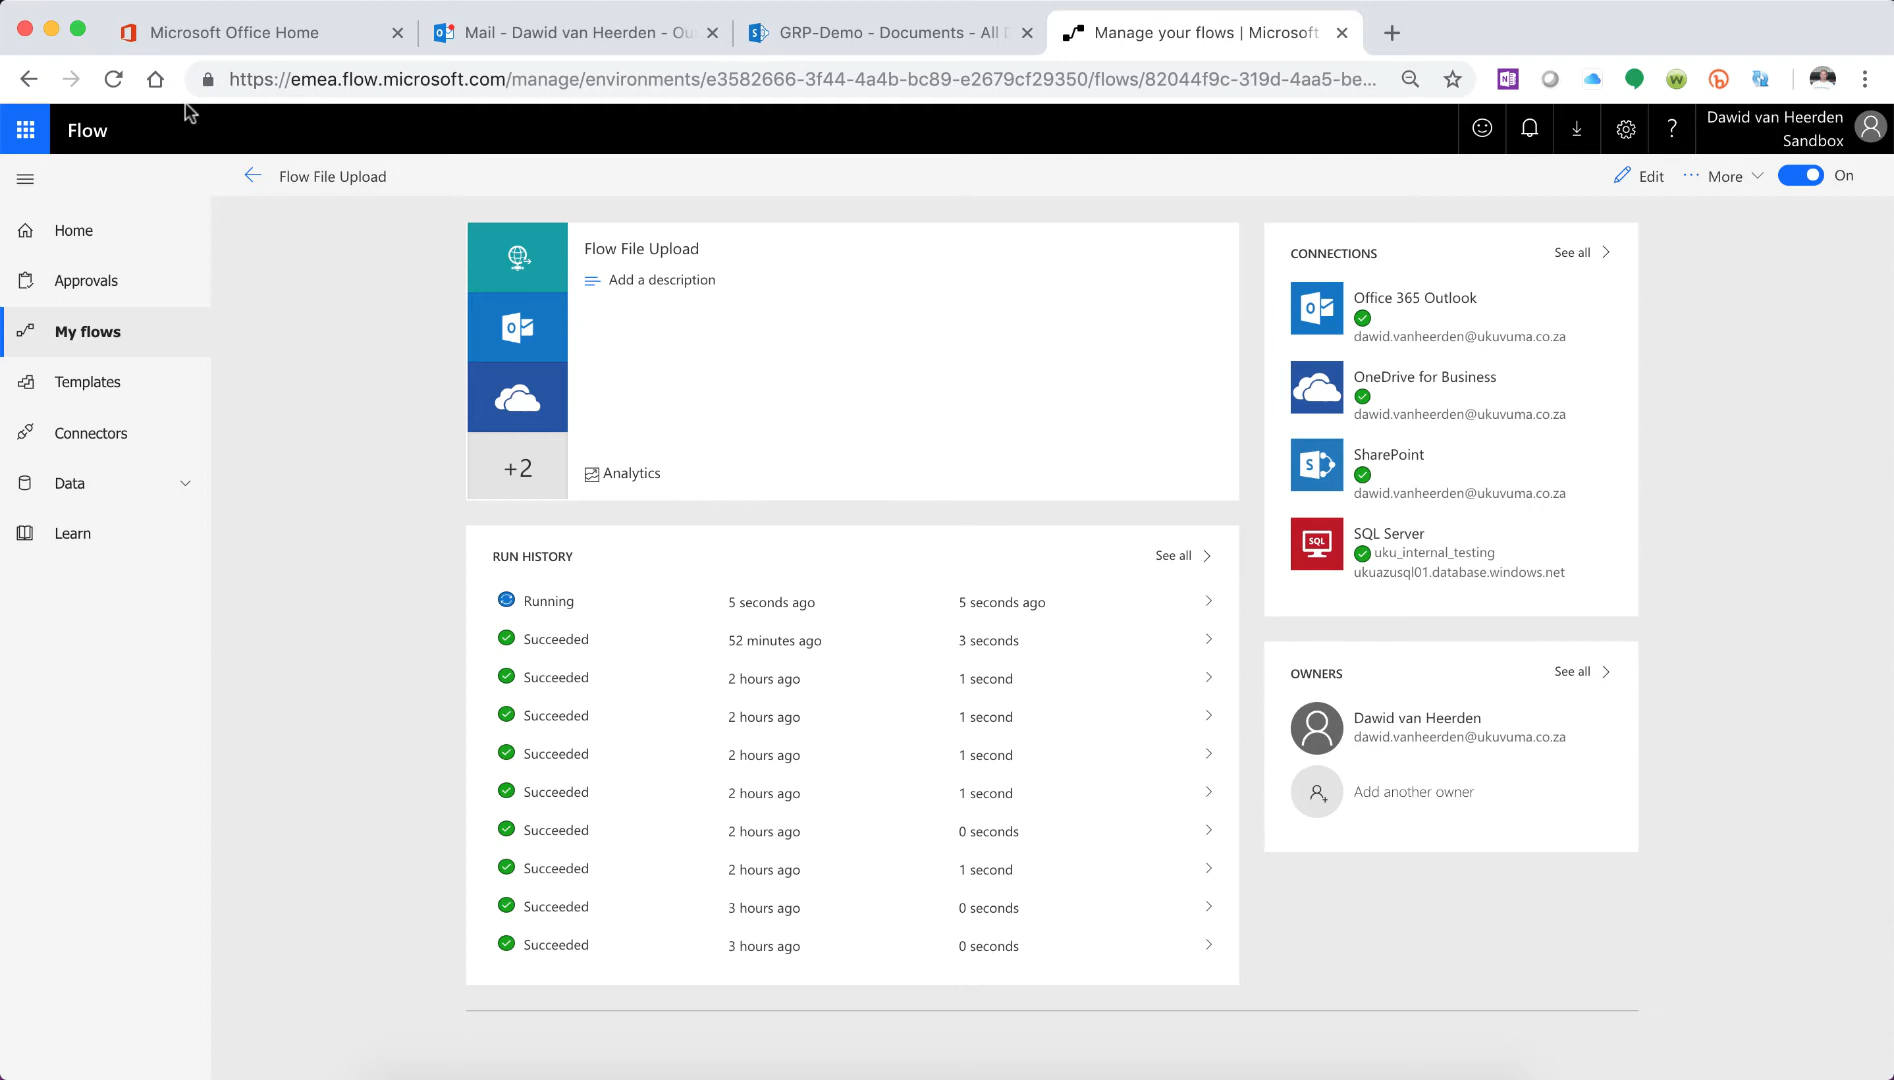 Microsoft Office Home
Mail - Dawid van Heerden - Ou
GRP-Demo - Documents - All D
Manage your flows | Microsoft
https://emea.flow.microsoft.com/manage/environments/e3582666-3f44-4a4b-bc89-e2679cf29350/flows/82044f9c-319d-4aa5-be...
Flow
Dawid van Heerden
Sandbox
Flow File Upload
Edit
More
On
Home
Approvals
My flows
Templates
Connectors
Data
Learn
Flow File Upload
Add a description
+2
Analytics
RUN HISTORY
See all
Running 5 seconds ago 5 seconds ago
Succeeded 52 minutes ago 3 seconds
Succeeded 2 hours ago 1 second
Succeeded 2 hours ago 1 second
Succeeded 2 hours ago 1 second
Succeeded 2 hours ago 1 second
Succeeded 2 hours ago 0 seconds
Succeeded 2 hours ago 1 second
Succeeded 3 hours ago 0 seconds
Succeeded 3 hours ago 0 seconds
CONNECTIONS
See all
Office 365 Outlook
dawid.vanheerden@ukuvuma.co.za
OneDrive for Business
dawid.vanheerden@ukuvuma.co.za
SharePoint
dawid.vanheerden@ukuvuma.co.za
SQL
SQL Server
uku_internal_testing
ukuazusql01.database.windows.net
OWNERS
See all
Dawid van Heerden
dawid.vanheerden@ukuvuma.co.za
Add another owner